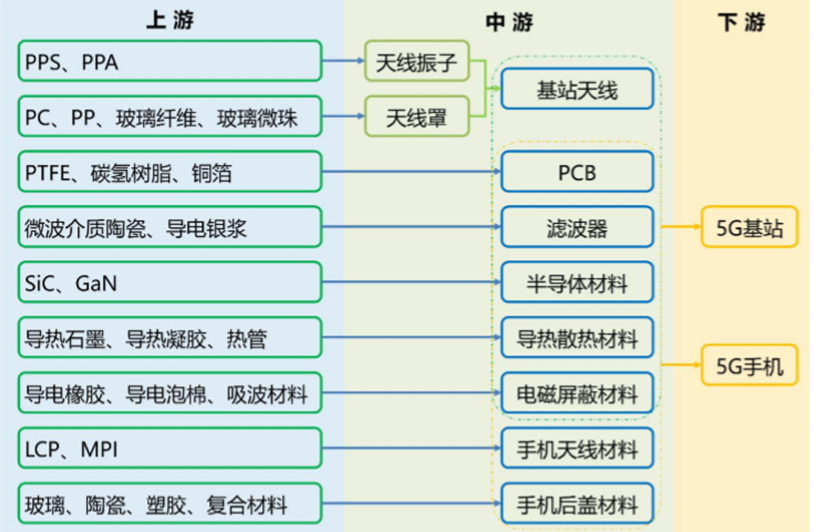 上游 中游 下游
PPS、PPA 天线振子
基站天线
PC、PP、玻璃纤维、玻璃微珠 天线罩
PTFE、碳氢树脂、铜箔 PCB
微波介质陶瓷、导电银浆 滤波器 5G基站
SiC、GaN 半导体材料
导热石墨、导热凝胶、热管 导热散热材料
5G手机
导电橡胶、导电泡棉、吸波材料 电磁屏蔽材料
LCP、MPI 手机天线材料
玻璃、陶瓷、塑胶、复合材料 手机后盖材料